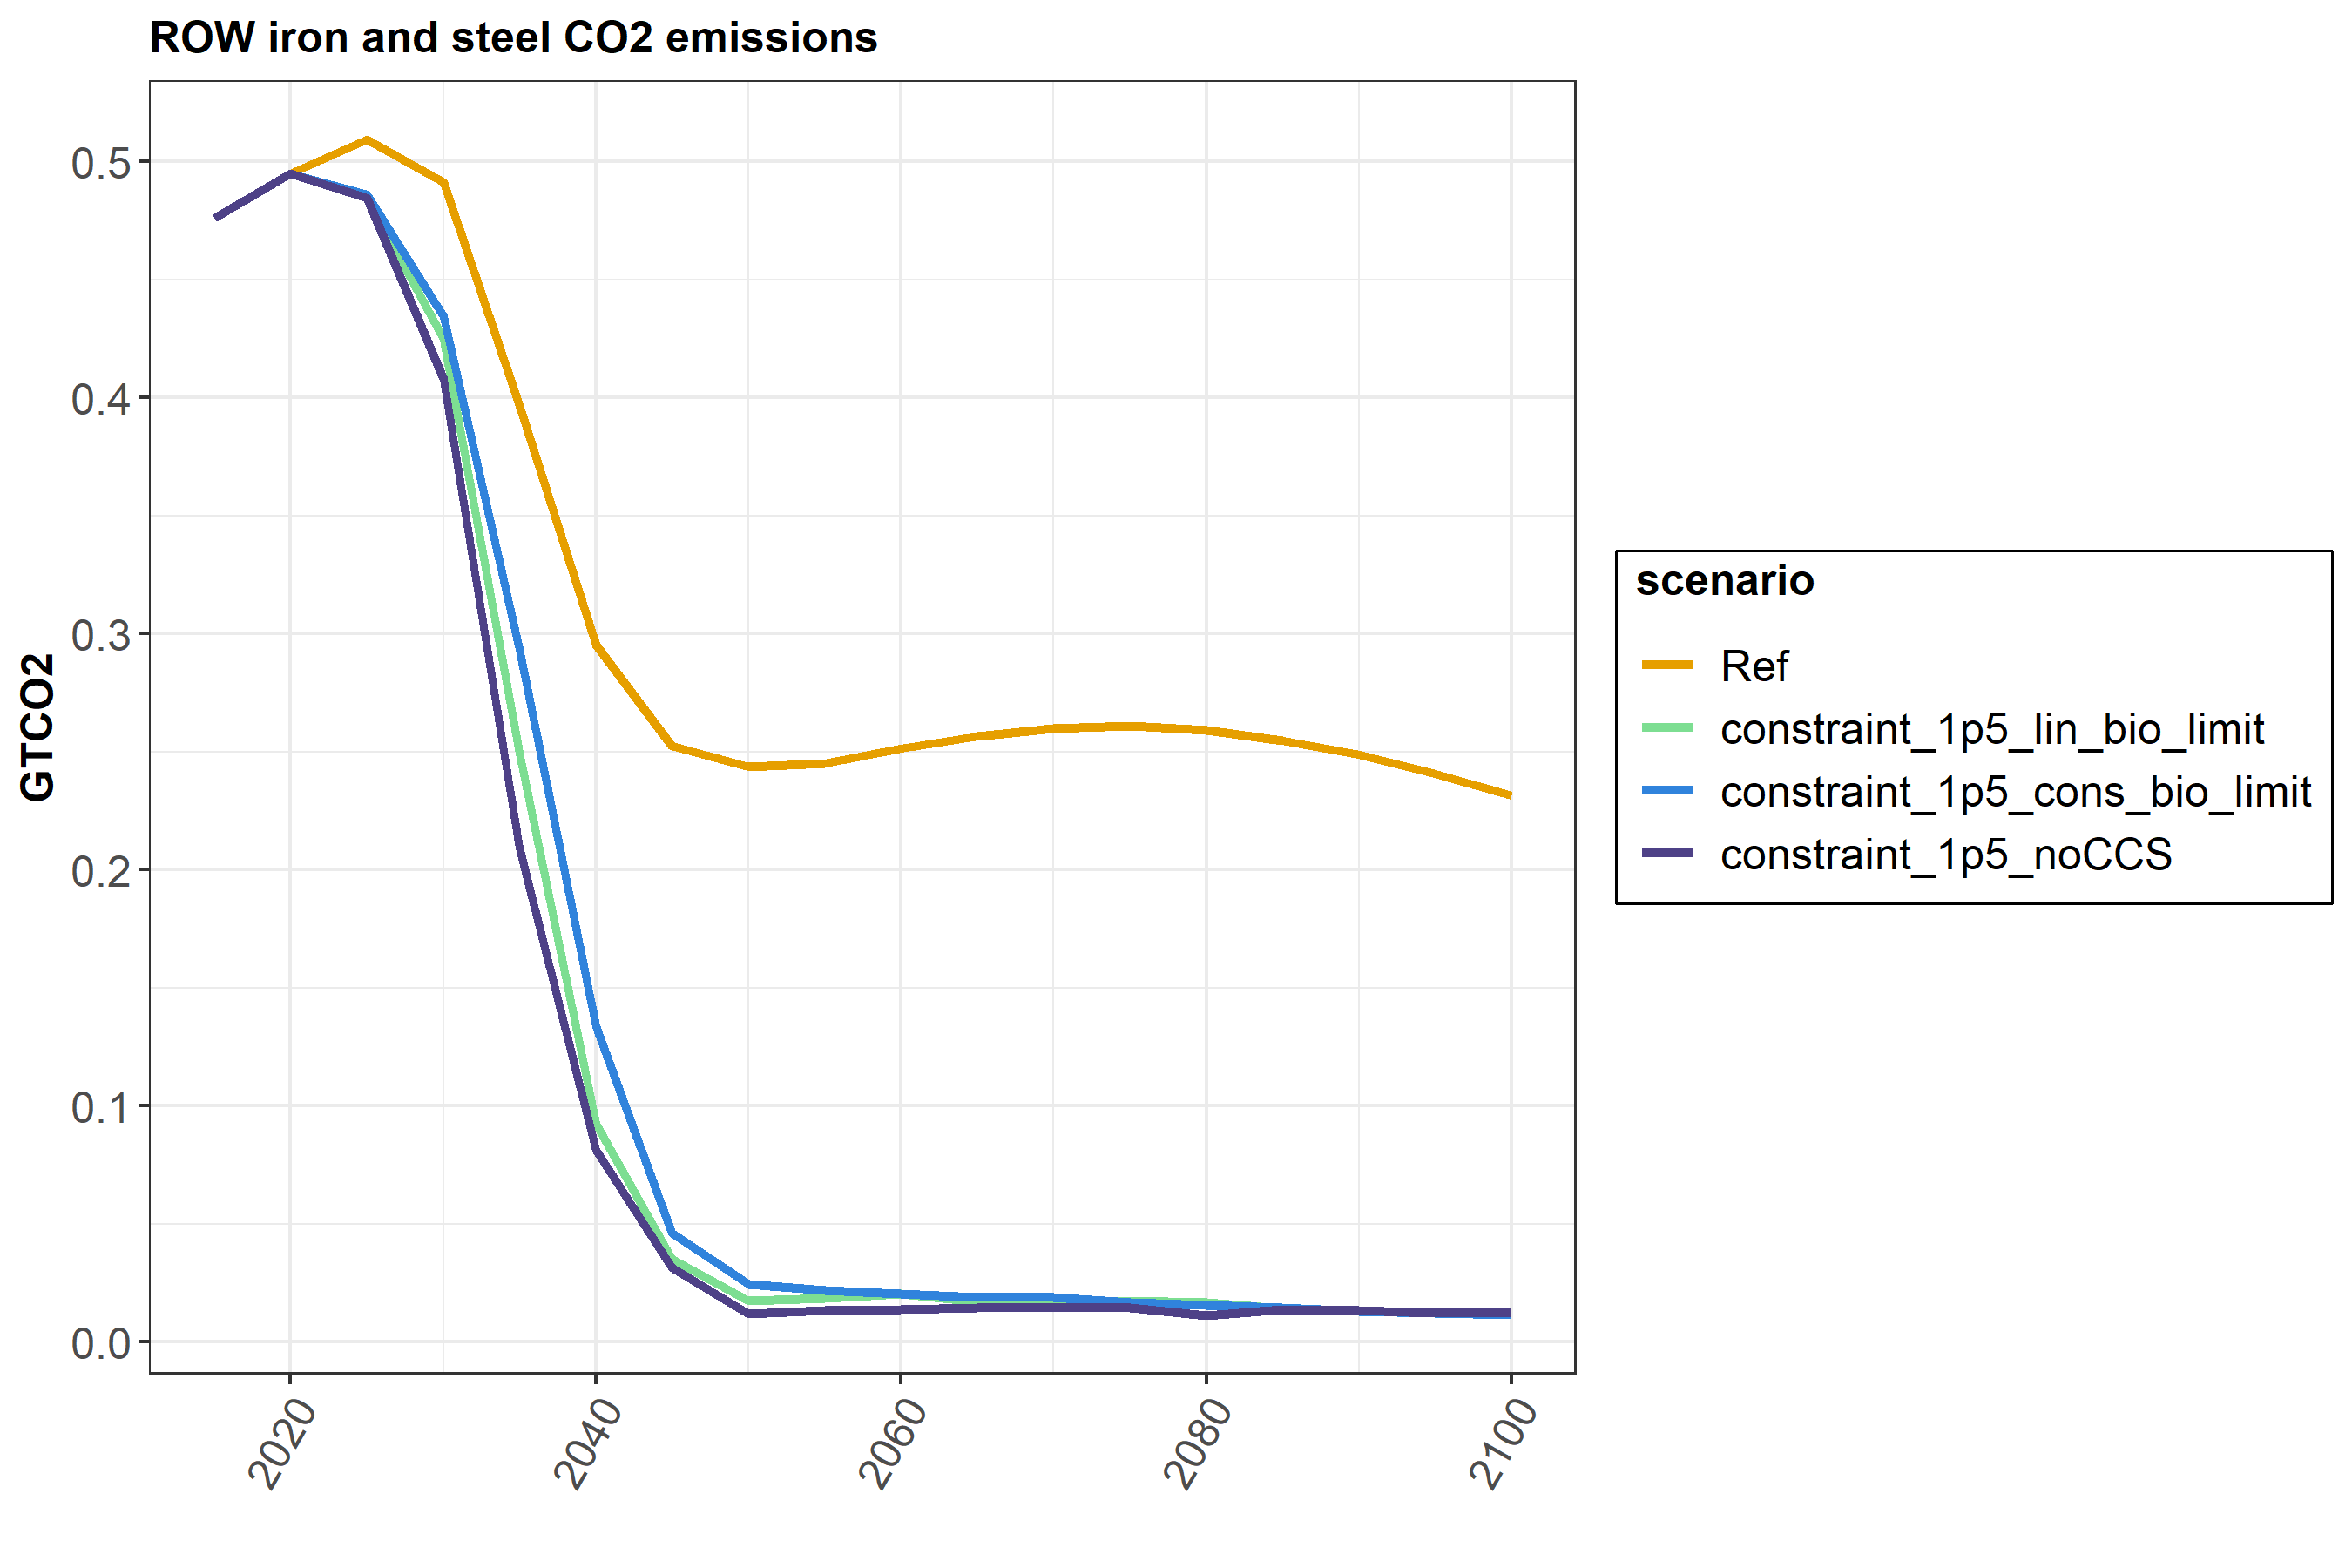 ROW iron and steel CO2 emissions
GTCO2
0.5
0.4
0.3
0.2
0.1
0.0
2020
2040
2060
2080
2100
scenario
Ref
constraint_1p5_lin_bio_limit
constraint_1p5_cons_bio_limit
constraint_1p5_noCCS